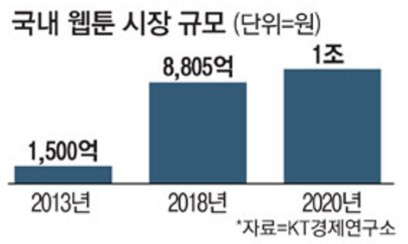 국내 웹툰 시장 규모 (단위=원)
1조
8,805억
1,500억
2013년 2018년 2020년
*자료=KT경제연구소